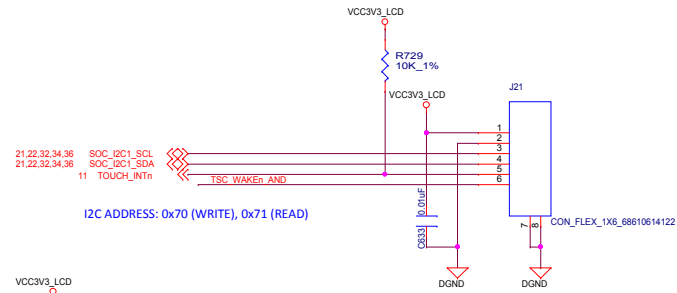 VCC3V3_LCD
R729
10K_1%
VCC3V3_LCD
J21
1
2
21,22,32,34,36 SOC_I2C1_SCL 3
21,22,32,34,36 SOC_I2C1_SDA 4
11 TOUCH_INTn 5
TSC_WAKEn_AND 6
I2C ADDRESS: 0x70 (WRITE), 0x71 (READ)
0.01uF
C633
7
8
CON_FLEX_1X6_68610614122
DGND
DGND
VCC3V3_LCD